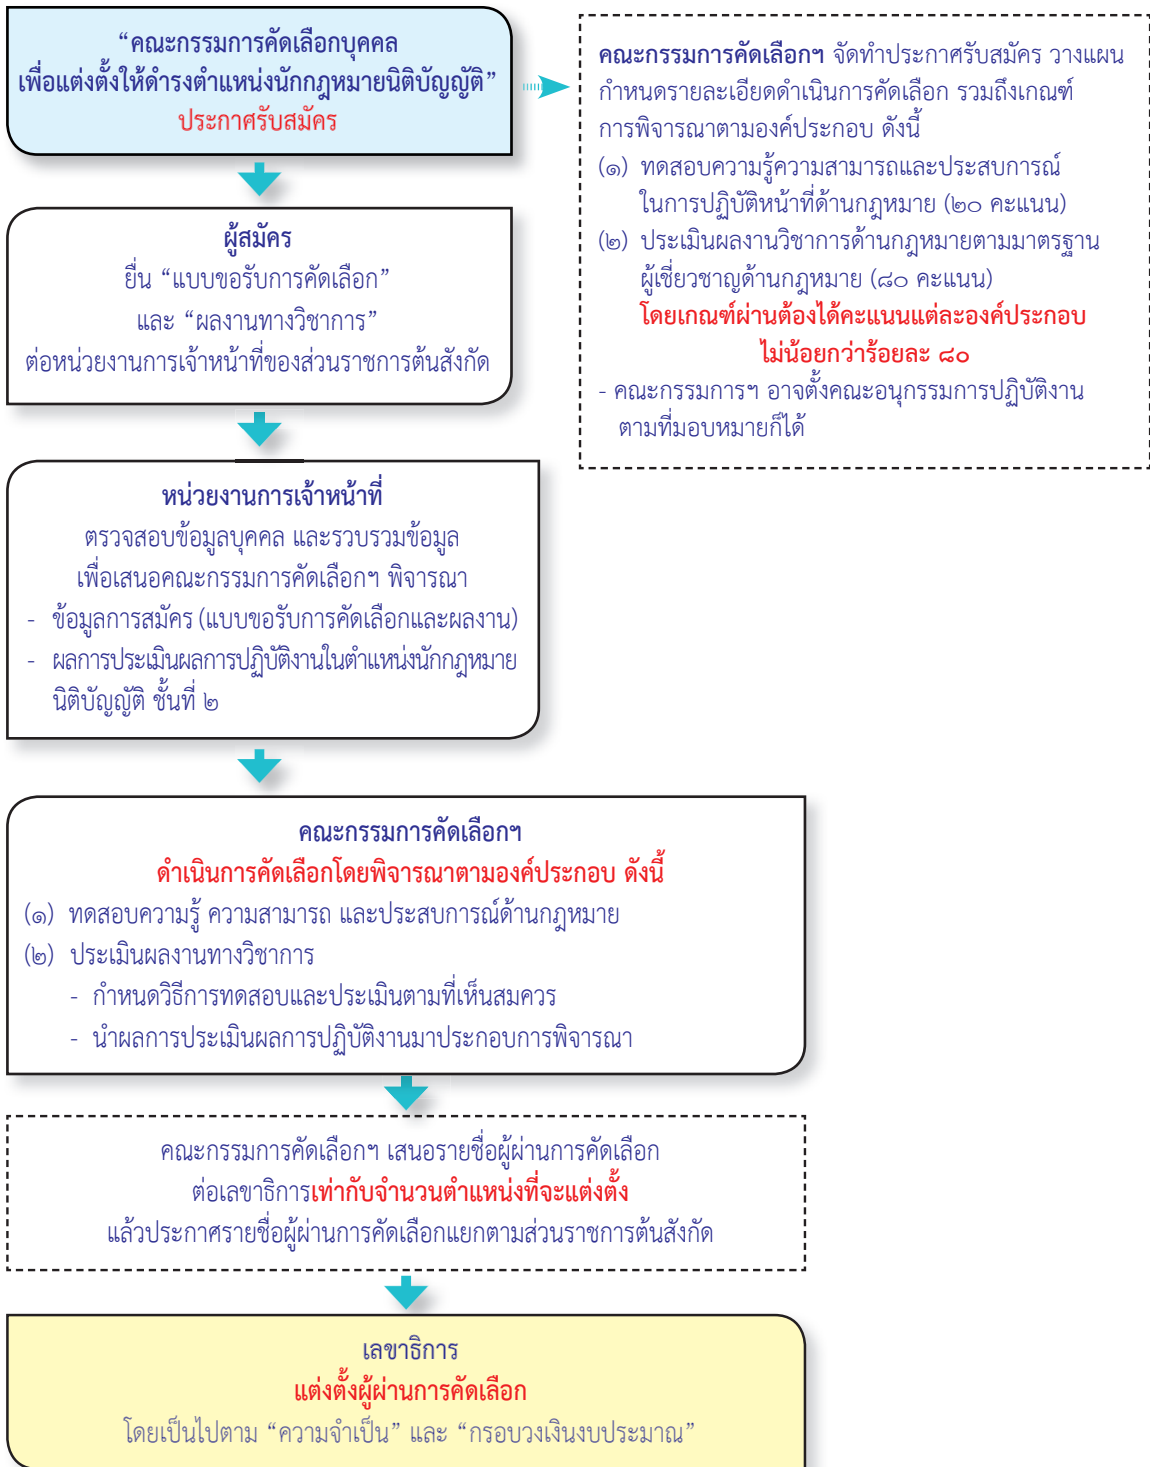 “คณะกรรมการคัดเลือกบุคคล
เพื่อแต่งตั้งให้ดำรงตำแหน่งนักกฎหมายนิติบัญญัติ”
ประกาศรับสมัคร
คณะกรรมการคัดเลือกฯ จัดทำประกาศรับสมัคร วางแผน
กำหนดรายละเอียดดำเนินการคัดเลือก รวมถึงเกณฑ์
การพิจารณาตามองค์ประกอบ ดังนี้
(๑) ทดสอบความรู้ความสามารถและประสบการณ์
ในการปฏิบัติหน้าที่ด้านกฎหมาย (๒๐ คะแนน)
(๒) ประเมินผลงานวิชาการด้านกฎหมายตามมาตรฐาน
ผู้เชี่ยวชาญด้านกฎหมาย (๘๐ คะแนน)
โดยเกณฑ์ผ่านต้องได้คะแนนแต่ละองค์ประกอบ
ไม่น้อยกว่าร้อยละ ๘๐
- คณะกรรมการฯ อาจตั้งคณะอนุกรรมการปฏิบัติงาน
ตามที่มอบหมายก็ได้
ผู้สมัคร
ยื่น “แบบขอรับการคัดเลือก”
และ “ผลงานทางวิชาการ”
ต่อหน่วยงานการเจ้าหน้าที่ของส่วนราชการต้นสังกัด
หน่วยงานการเจ้าหน้าที่
ตรวจสอบข้อมูลบุคคล และรวบรวมข้อมูล
เพื่อเสนอคณะกรรมการคัดเลือกฯ พิจารณา
- ข้อมูลการสมัคร (แบบขอรับการคัดเลือกและผลงาน)
- ผลการประเมินผลการปฏิบัติงานในตำแหน่งนักกฎหมาย
นิติบัญญัติ ชั้นที่ ๒
คณะกรรมการคัดเลือกฯ
ดำเนินการคัดเลือกโดยพิจารณาตามองค์ประกอบ ดังนี้
(๑) ทดสอบความรู้ ความสามารถ และประสบการณ์ด้านกฎหมาย
(๒) ประเมินผลงานทางวิชาการ
- กำหนดวิธีการทดสอบและประเมินตามที่เห็นสมควร
- นำผลการประเมินผลการปฏิบัติงานมาประกอบการพิจารณา
คณะกรรมการคัดเลือกฯ เสนอรายชื่อผู้ผ่านการคัดเลือก
ต่อเลขาธิการเท่ากับจำนวนตำแหน่งที่จะแต่งตั้ง
แล้วประกาศรายชื่อผู้ผ่านการคัดเลือกแยกตามส่วนราชการต้นสังกัด
เลขาธิการ
แต่งตั้งผู้ผ่านการคัดเลือก
โดยเป็นไปตาม “ความจำเป็น” และ “กรอบวงเงินงบประมาณ”